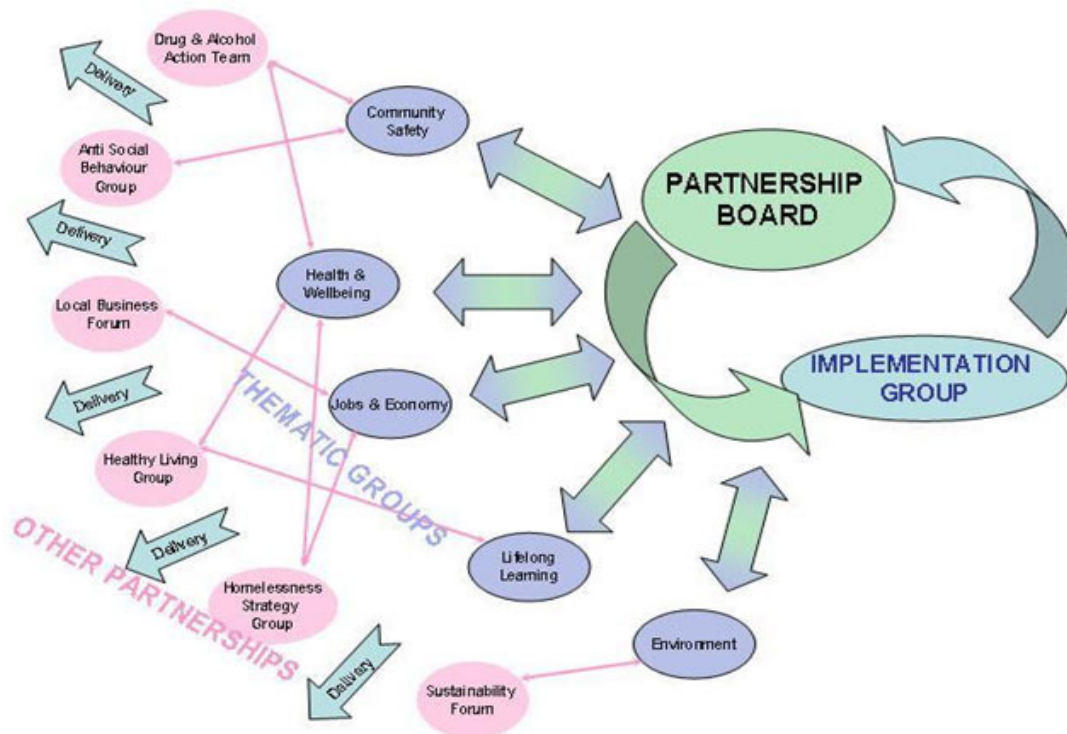 Drug & Alcohol
Action Team
Delivery
Community
Safety
Anti Social
Behaviour
Group
PARTNERSHIP
BOARD
Delivery
Health &
Wellbeing
Local Business
Forum
IMPLEMENTATION
GROUP
Delivery
Jobs & Economy
THEMATIC GROUPS
Healthy Living
Group
OTHER PARTNERSHIPS
Delivery
Lifelong
Learning
Homelessness
Strategy
Group
Environment
Delivery
Sustainability
Forum